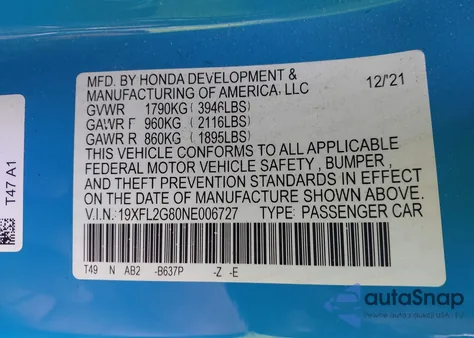 MFD. BY HONDA DEVELOPMENT &
MANUFACTURING OF AMERICA, LLC 12/'21
GVWR 1790KG (3946LBS)
GAWR F 960KG (2116LBS)
GAWR R 860KG (1895LBS)
THIS VEHICLE CONFORMS TO ALL APPLICABLE
FEDERAL MOTOR VEHICLE SAFETY, BUMPER,
AND THEFT PREVENTION STANDARDS IN EFFECT
ON THE DATE OF MANUFACTURE SHOWN ABOVE.
V.I.N.: 19XFL2G80NE006727 TYPE: PASSENGER CAR
T49 N AB2 -B637P -Z -E
T47 A1
autoSnap